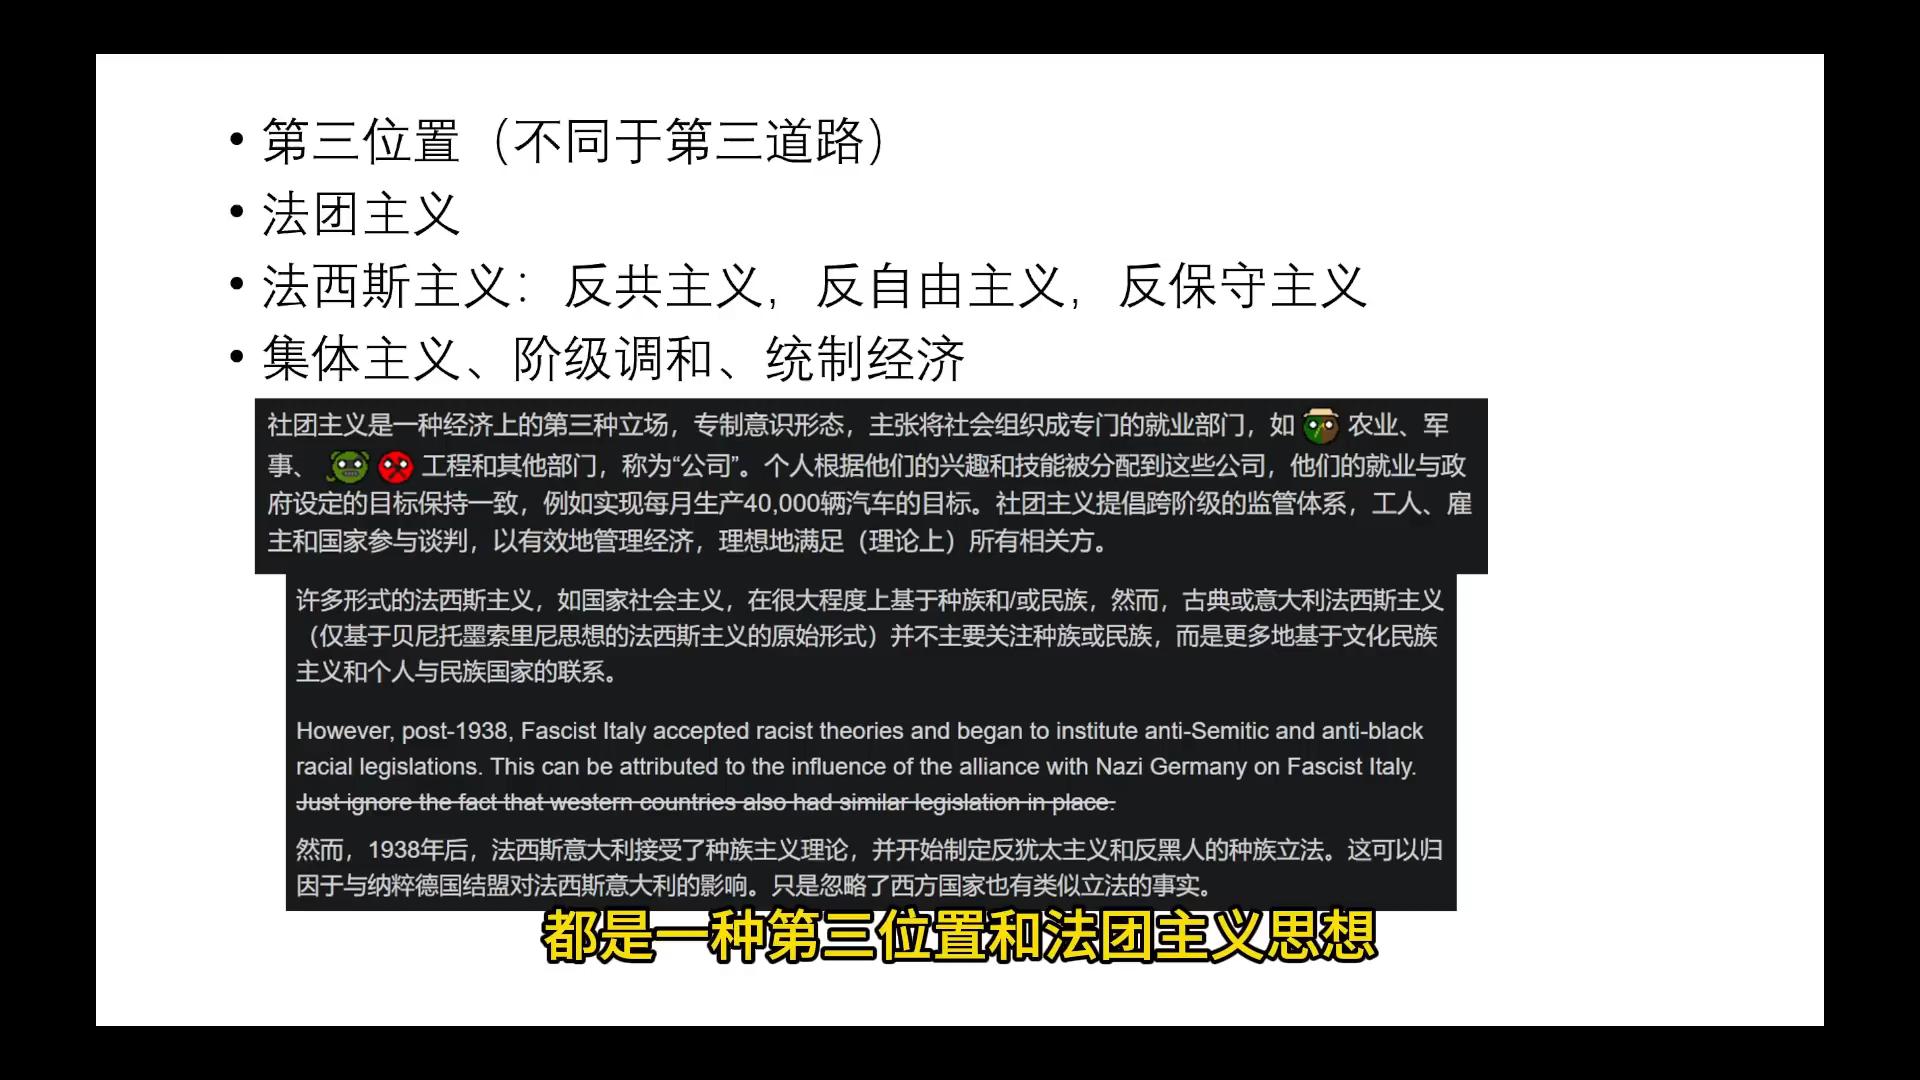 • 第三位置（不同于第三道路）
• 法团主义
• 法西斯主义：反共主义，反自由主义，反保守主义
• 集体主义、阶级调和、统制经济
社团主义是一种经济上的第三种立场，专制意识形态，主张将社会组织成专门的就业部门，如 农业、军
事、 工程和其他部门，称为“公司”。个人根据他们的兴趣和技能被分配到这些公司，他们的就业与政
府设定的目标保持一致，例如实现每月生产40,000辆汽车的目标。社团主义提倡跨阶级的监管体系，工人、雇
主和国家参与谈判，以有效地管理经济，理想地满足（理论上）所有相关方。
许多形式的法西斯主义，如国家社会主义，在很大程度上基于种族和/或民族，然而，古典或意大利法西斯主义
（仅基于贝尼托墨索里尼思想的法西斯主义的原始形式）并不主要关注种族或民族，而是更多地基于文化民族
主义和个人与民族国家的联系。
However, post-1938, Fascist Italy accepted racist theories and began to institute anti-Semitic and anti-black
racial legislations. This can be attributed to the influence of the alliance with Nazi Germany on Fascist Italy.
Just ignore the fact that western countries also had similar legislation in place.
然而，1938年后，法西斯意大利接受了种族主义理论，并开始制定反犹太主义和反黑人的种族立法。这可以归
因于与纳粹德国结盟对法西斯意大利的影响。只是忽略了西方国家也有类似立法的事实。
都是一种第三位置和法团主义思想